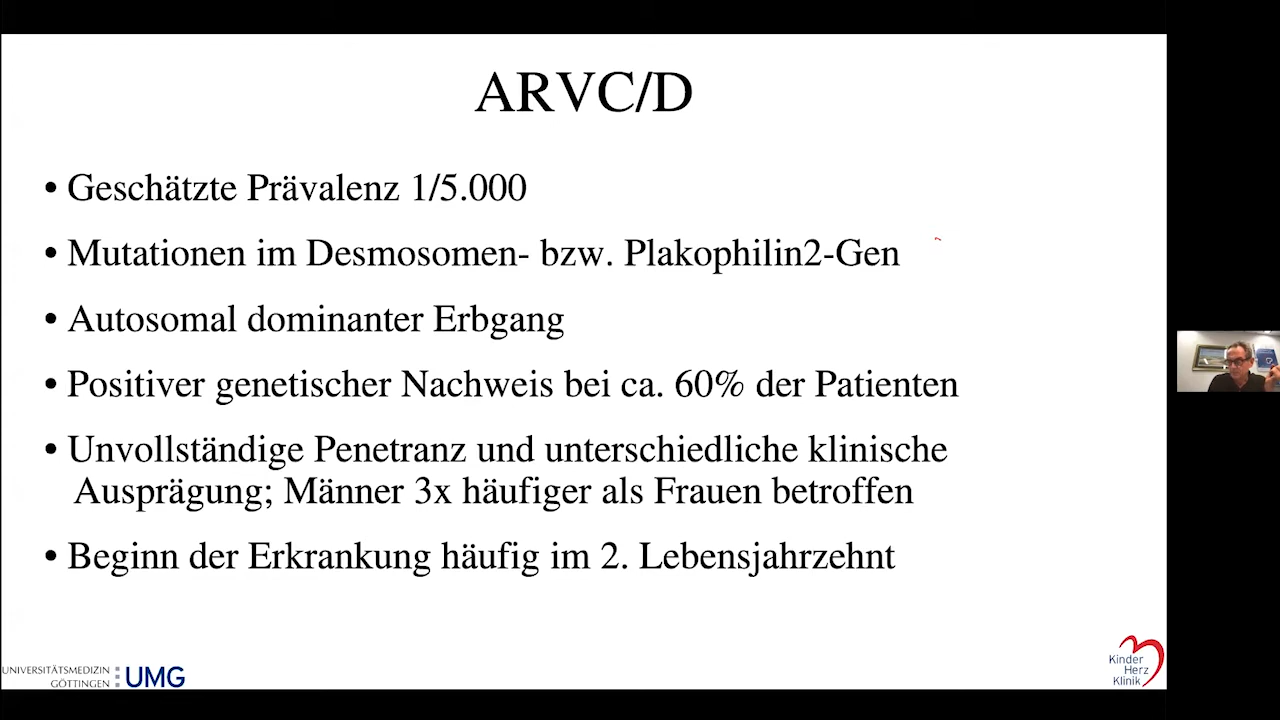 ARVC/D
• Geschätzte Prävalenz 1/5.000
• Mutationen im Desmosomen- bzw. Plakophilin2-Gen
• Autosomal dominanter Erbgang
• Positiver genetischer Nachweis bei ca. 60% der Patienten
• Unvollständige Penetranz und unterschiedliche klinische
Ausprägung; Männer 3x häufiger als Frauen betroffen
• Beginn der Erkrankung häufig im 2. Lebensjahrzehnt
UNIVERSITÄTSMEDIZIN
GÖTTINGEN UMG
Kinder
Herz
Klinik